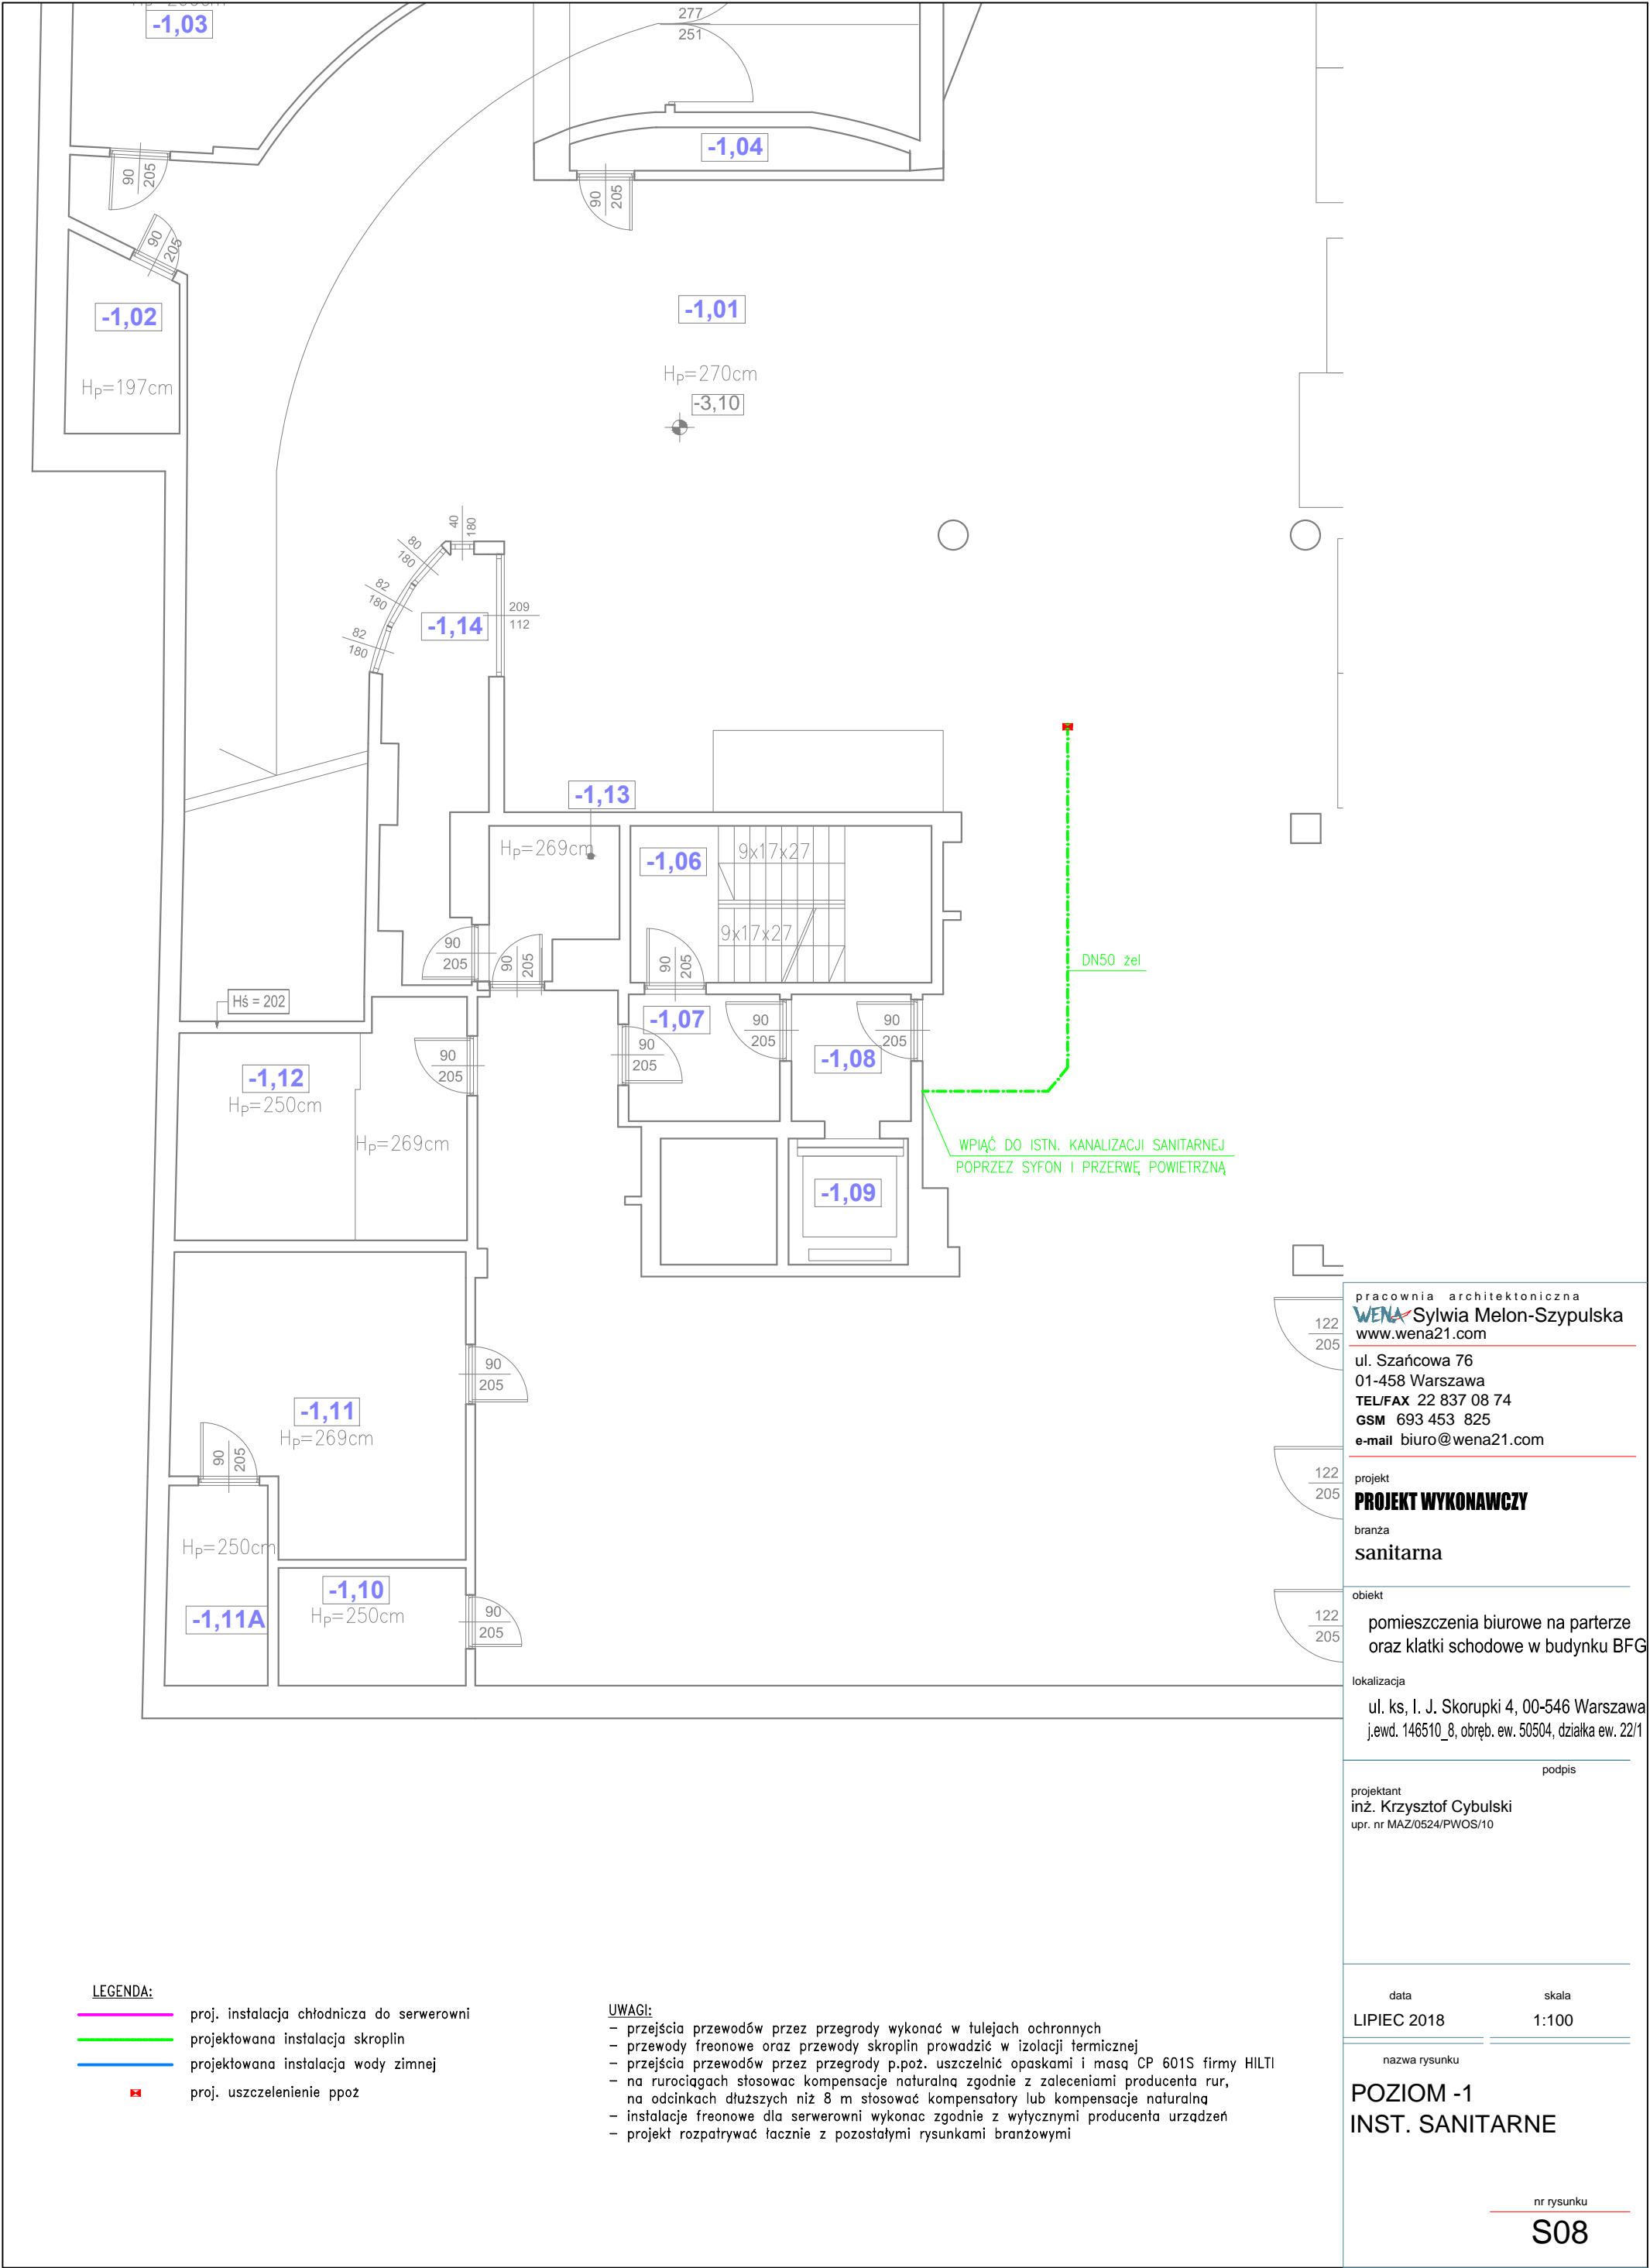 -1,03
277
251
-1,04
90
205
90
205
90
205
-1,02
Hp=197cm
-1,01
Hp=270cm
-3,10
40
180
80
180
82
180
82
180
-1,14
209
112
-1,13
Hp=269cm
-1,06
9x17x27
9x17x27
90
205
90
205
90
205
DN50 żel
Hś = 202
-1,07
90
205
90
205
90
205
-1,08
90
205
-1,12
Hp=250cm
Hp=269cm
WPIĄĆ DO ISTN. KANALIZACJI SANITARNEJ
POPRZEZ SYFON I PRZERWĘ POWIETRZNĄ
-1,09
90
205
-1,11
Hp=269cm
90
205
Hp=250cm
-1,11A
-1,10
Hp=250cm
90
205
122
205
122
205
122
205
pracownia architektoniczna
WENA Sylwia Melon-Szypulska
www.wena21.com
ul. Szańcowa 76
01-458 Warszawa
TEL/FAX 22 837 08 74
GSM 693 453 825
e-mail biuro@wena21.com
projekt
PROJEKT WYKONAWCZY
branża
sanitarna
obiekt
pomieszczenia biurowe na parterze
oraz klatki schodowe w budynku BFG
lokalizacja
ul. ks, I. J. Skorupki 4, 00-546 Warszawa
j.ewd. 146510_8, obręb. ew. 50504, działka ew. 22/1
podpis
projektant
inż. Krzysztof Cybulski
upr. nr MAZ/0524/PWOS/10
data
skala
LIPIEC 2018
1:100
nazwa rysunku
POZIOM -1
INST. SANITARNE
nr rysunku
S08
LEGENDA:
proj. instalacja chłodnicza do serwerowni
projektowana instalacja skroplin
projektowana instalacja wody zimnej
proj. uszczelenienie ppoż
UWAGI:
- przejścia przewodów przez przegrody wykonać w tulejach ochronnych
- przewody freonowe oraz przewody skroplin prowadzić w izolacji termicznej
- przejścia przewodów przez przegrody p.poż. uszczelnić opaskami i masą CP 601S firmy HILTI
- na rurociągach stosowac kompensacje naturalną zgodnie z zaleceniami producenta rur,
na odcinkach dłuższych niż 8 m stosować kompensatory lub kompensacje naturalną
- instalacje freonowe dla serwerowni wykonac zgodnie z wytycznymi producenta urządzeń
- projekt rozpatrywać łacznie z pozostałymi rysunkami branżowymi